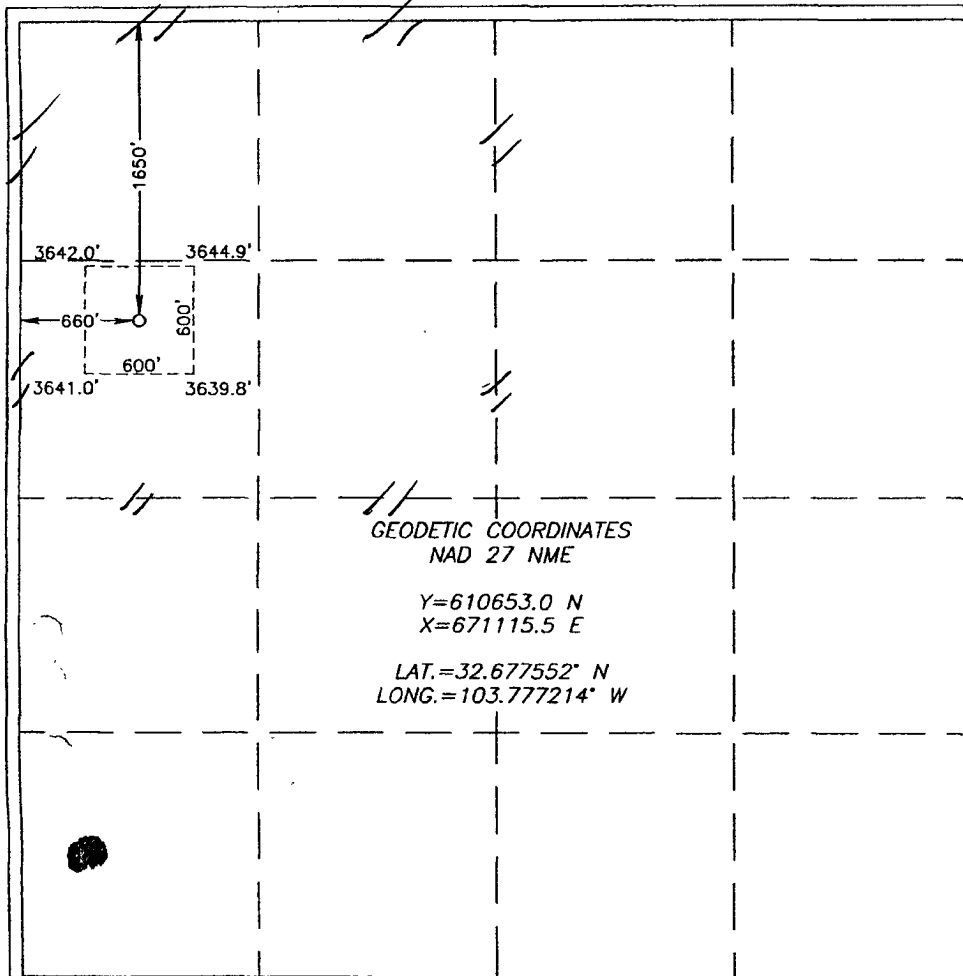 1650'
3642.0' 3644.9'
660'
600'
600'
3641.0' 3639.8'
GEODETIC COORDINATES
NAD 27 NME
Y=610653.0 N
X=671115.5 E
LAT.=32.677552° N
LONG.=103.777214° W